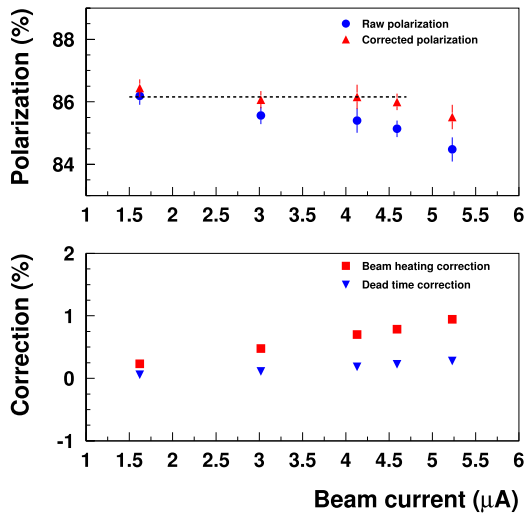 Polarization (%)
88
86
84
Raw polarization
Corrected polarization
1 1.5 2 2.5 3 3.5 4 4.5 5 5.5 6
Correction (%)
2
1
0
-1
Beam heating correction
Dead time correction
1 1.5 2 2.5 3 3.5 4 4.5 5 5.5 6
Beam current (μA)